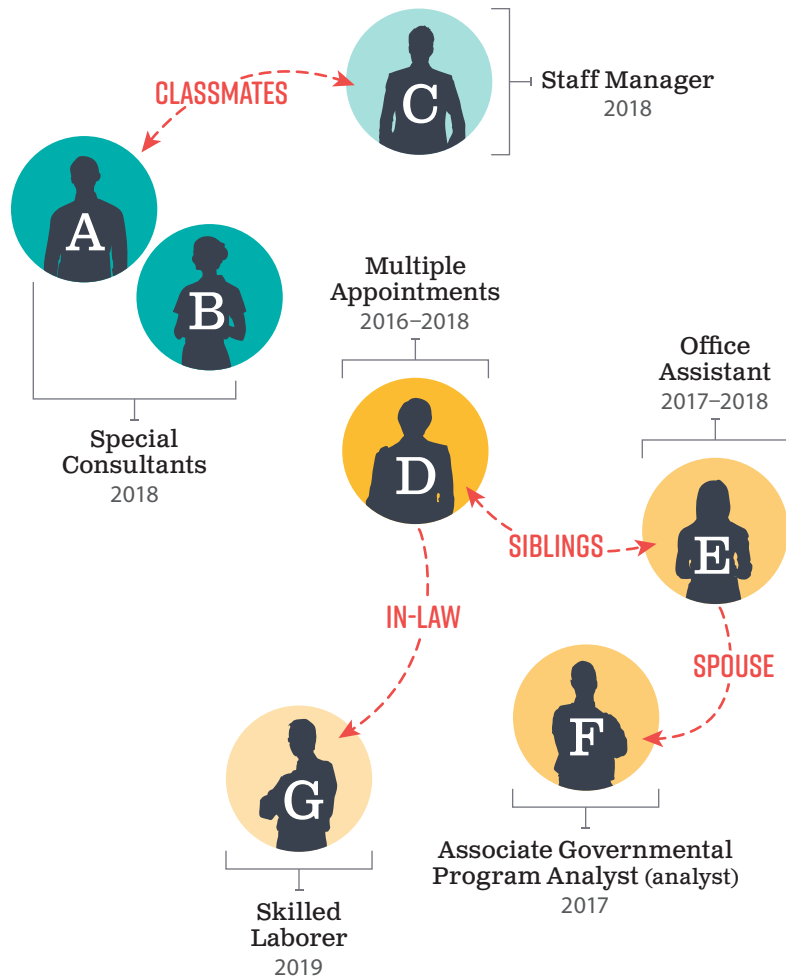 CLASSMATES
C
Staff Manager
2018
A
B
Special
Consultants
2018
Multiple
Appointments
2016–2018
D
Office
Assistant
2017–2018
SIBLINGS
E
IN-LAW
SPOUSE
F
G
Associate Governmental
Program Analyst (analyst)
2017
Skilled
Laborer
2019